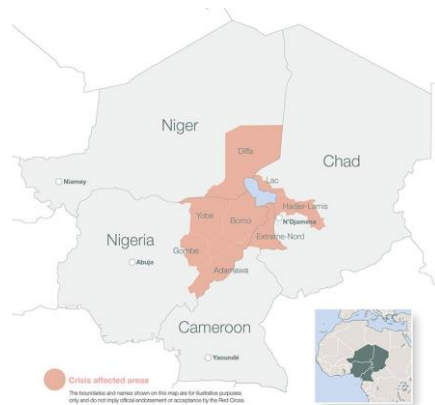 Niger
Diffa
Chad
Lac
Niamey
Hadjer-Lamis
N'Djamena
Yobe
Borno
Extreme-Nord
Nigeria
Gombe
Abuja
Adamawa
Cameroon
Yaoundé
Crisis affected areas
The boundaries and names shown on this map are for illustrative purposes
only and do not imply official endorsement or acceptance by the Red Cross.